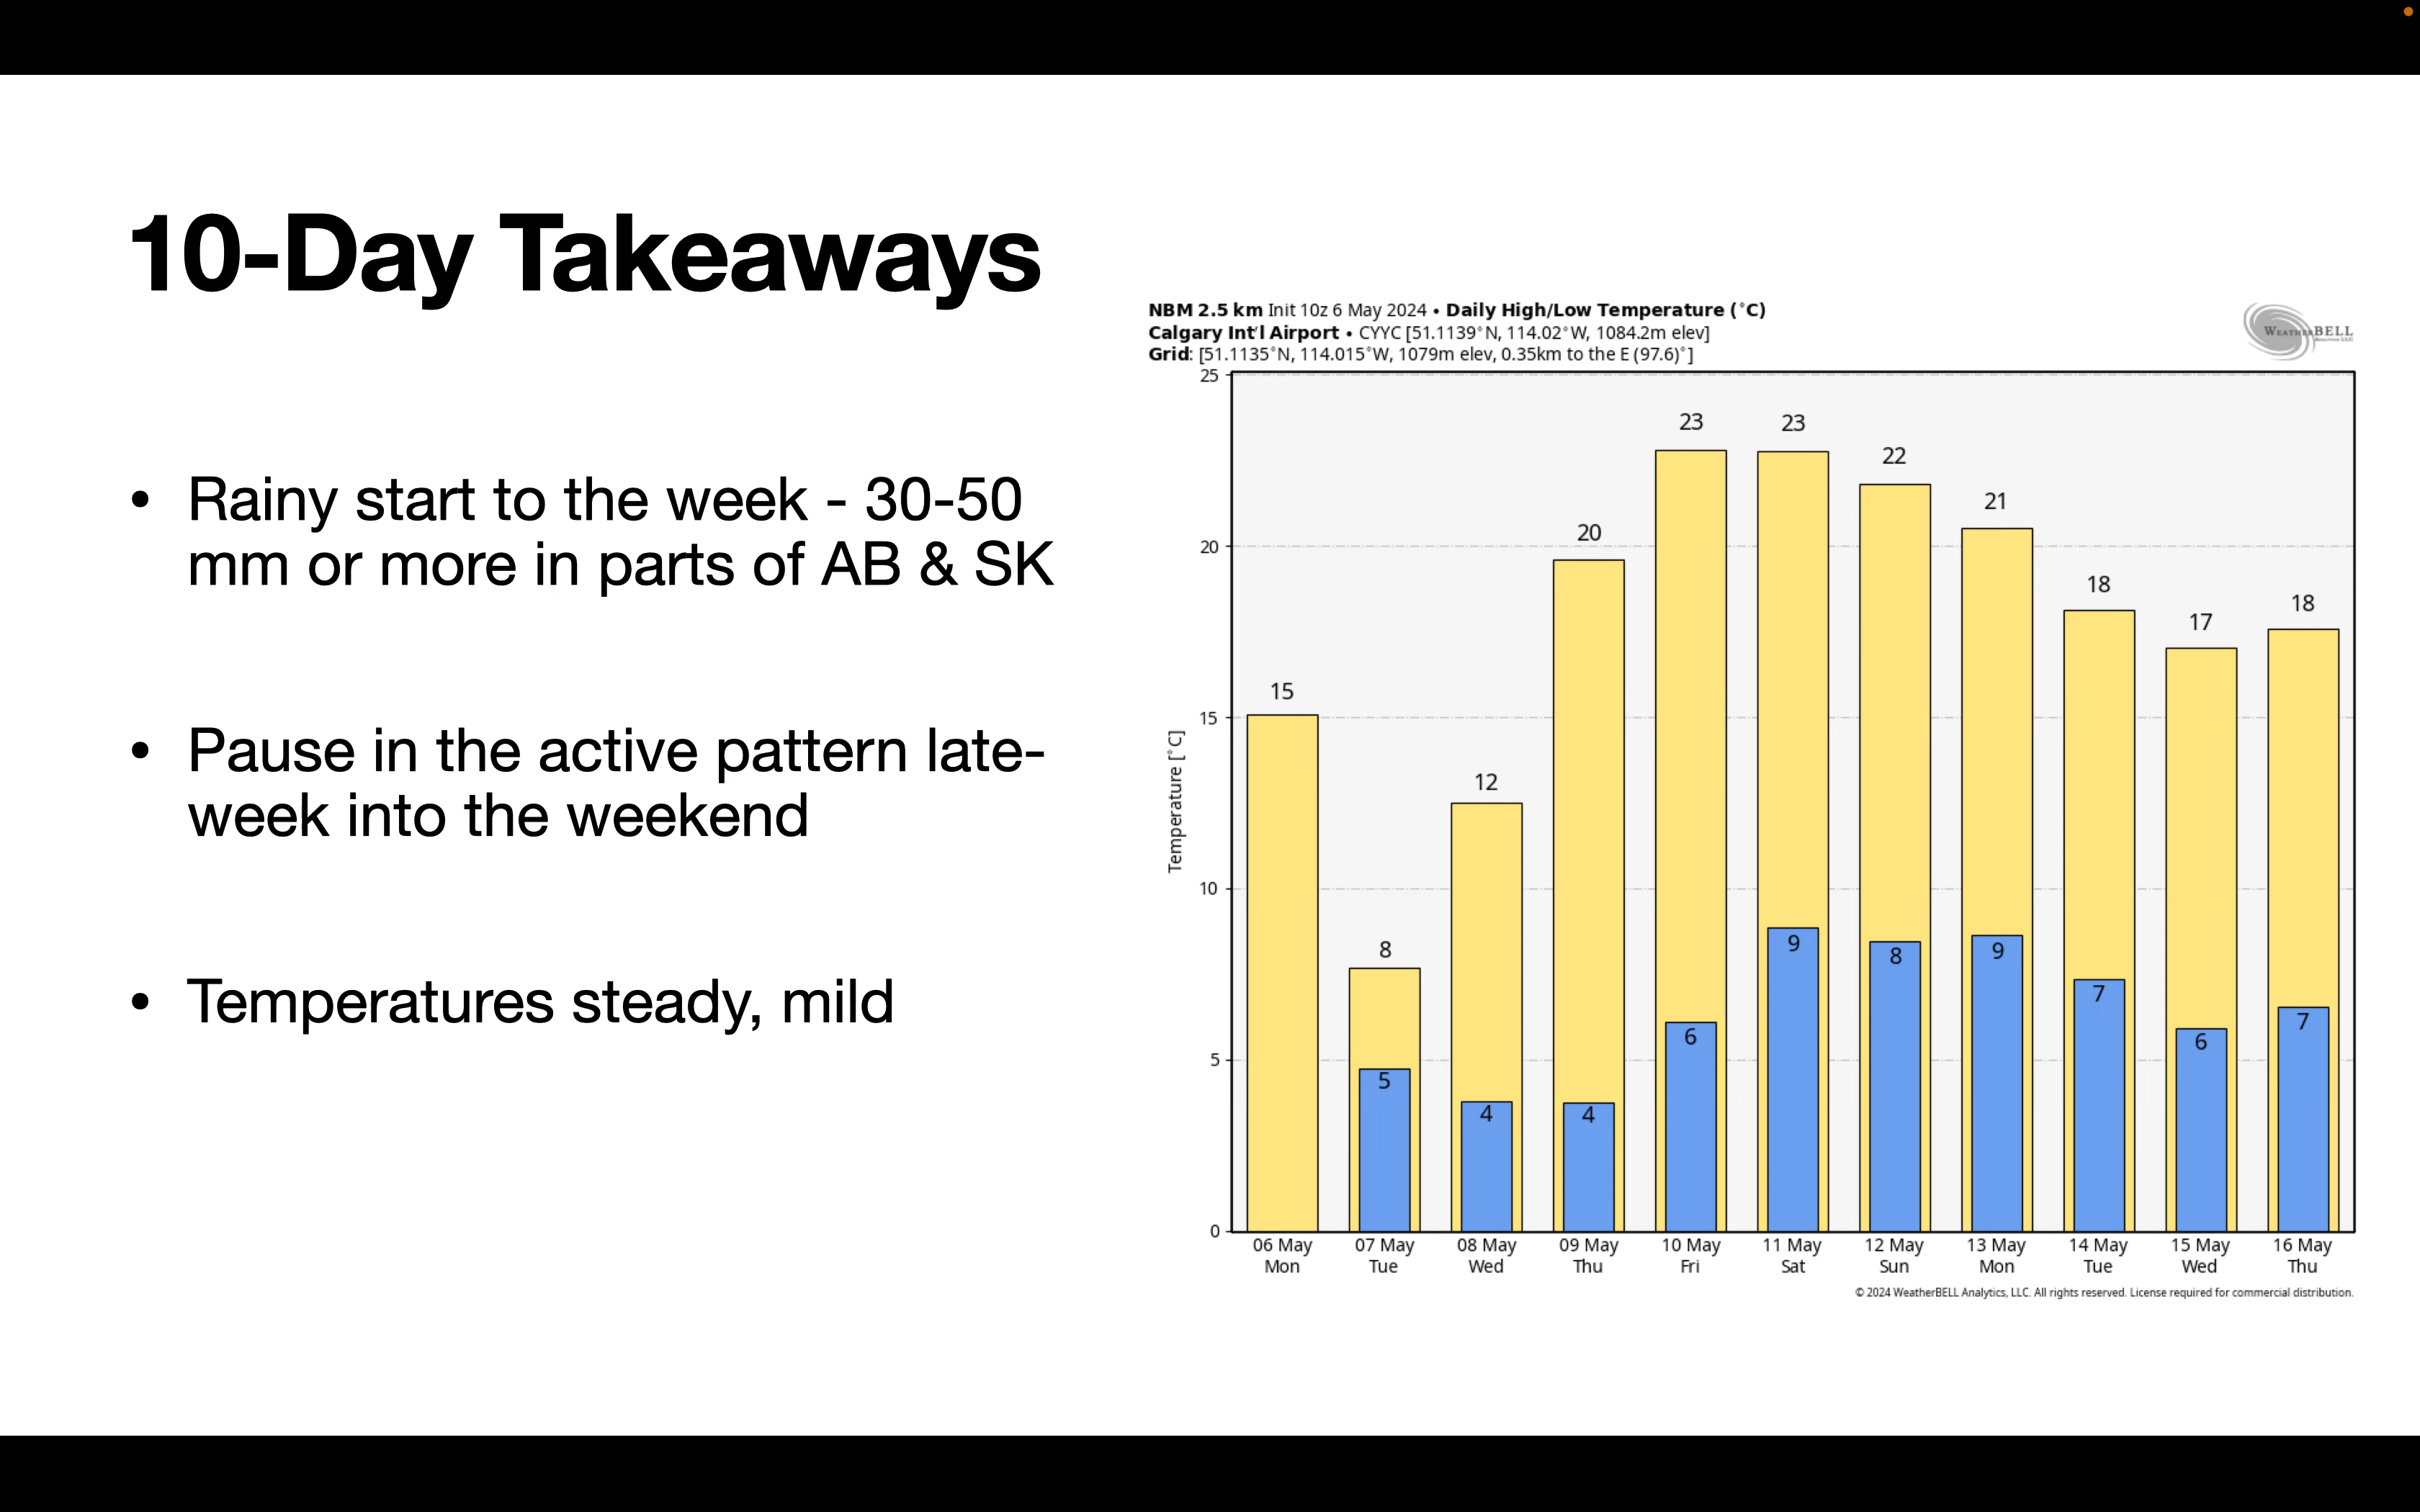 10-Day Takeaways
• Rainy start to the week - 30-50
mm or more in parts of AB & SK
• Pause in the active pattern late-
week into the weekend
• Temperatures steady, mild
NBM 2.5 km Init 10z 6 May 2024 • Daily High/Low Temperature (°C)
Calgary Int'l Airport • CYYC [51.1139°N, 114.02°W, 1084.2m elev]
Grid: [51.1135°N, 114.015°W, 1079m elev, 0.35km to the E (97.6)°]
WEATHERBELL
Analytics LLC
Temperature [°C]
25
20
15
10
5
0
15 8 12 20 23 23 22 21 18 17 18
5 4 4 6 9 8 9 7 6 7
06 May 07 May 08 May 09 May 10 May 11 May 12 May 13 May 14 May 15 May 16 May
Mon Tue Wed Thu Fri Sat Sun Mon Tue Wed Thu
© 2024 WeatherBELL Analytics, LLC. All rights reserved. License required for commercial distribution.